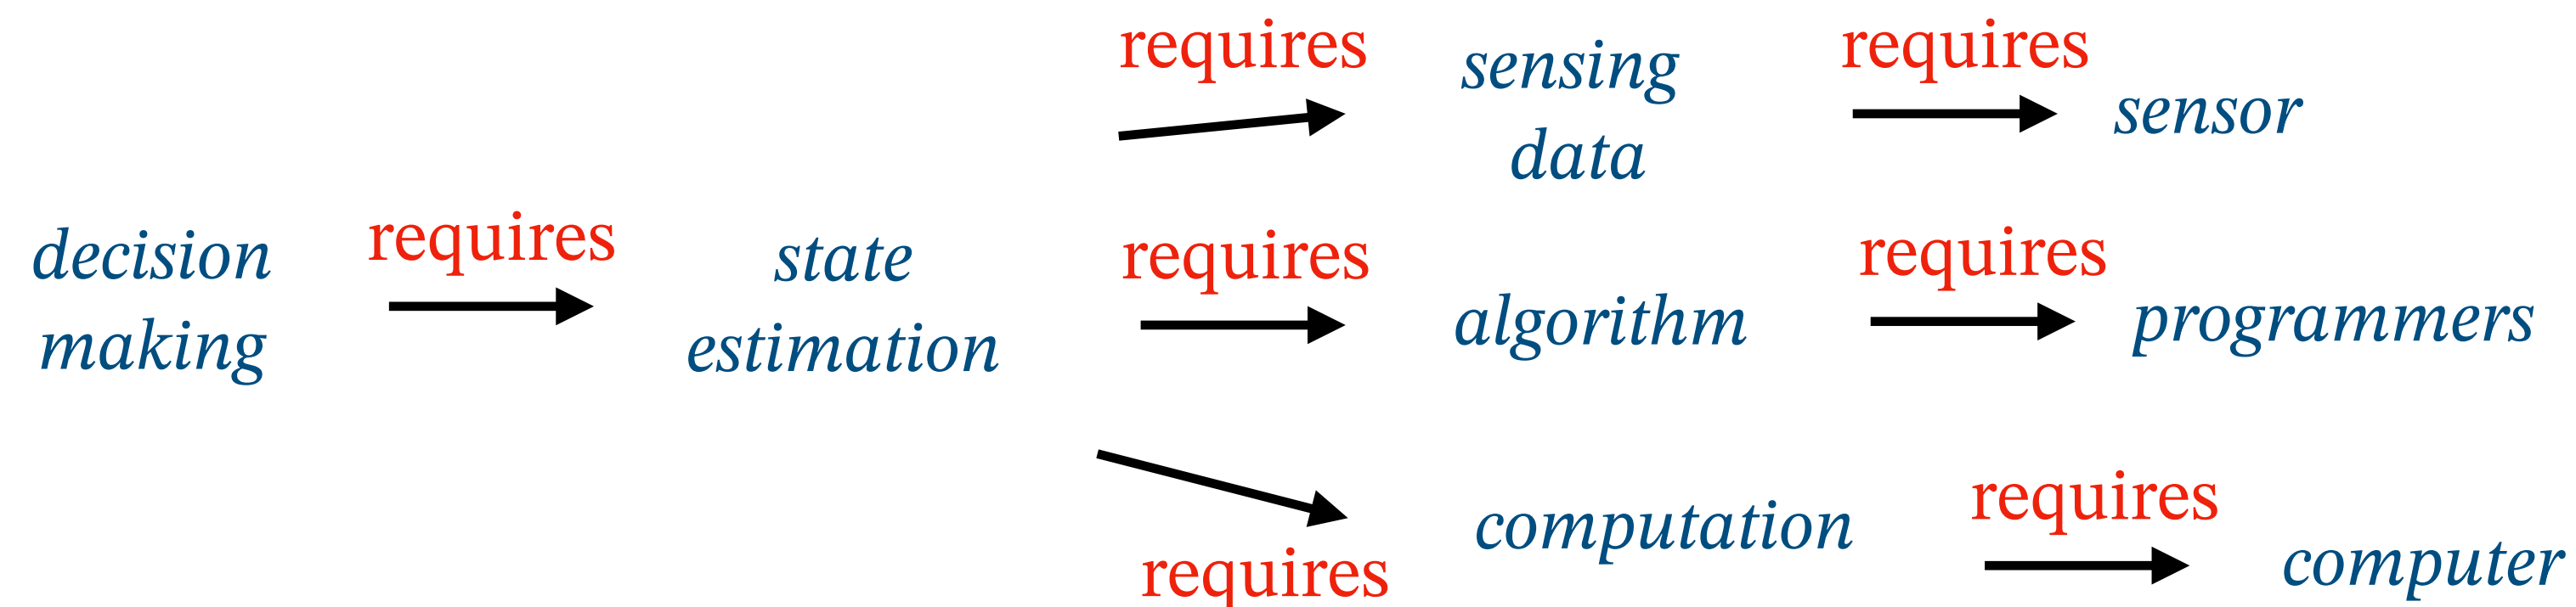 requires
sensing
data
requires
sensor
decision
making
requires
state
estimation
requires
algorithm
requires
programmers
requires
computation
requires
computer